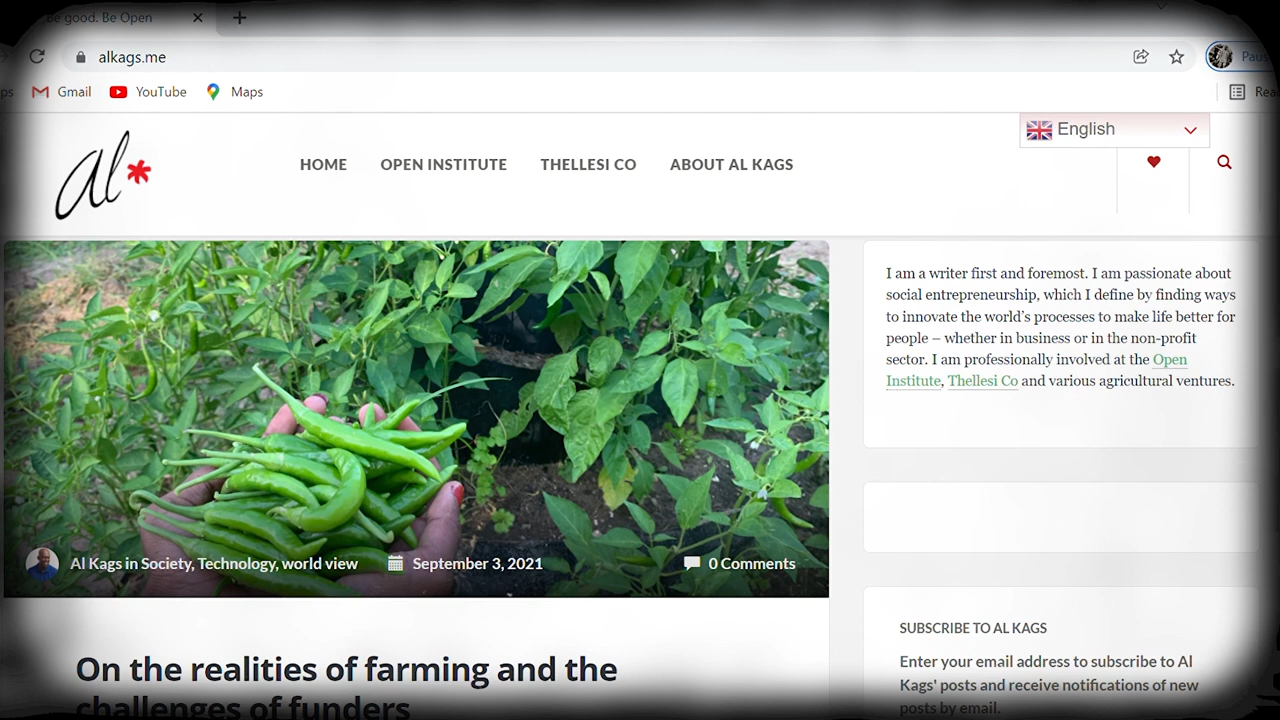 be good. Be Open
alkags.me
Gmail
YouTube
Maps
English
al*
HOME
OPEN INSTITUTE
THELLESI CO
ABOUT AL KAGS
I am a writer first and foremost. I am passionate about
social entrepreneurship, which I define by finding ways
to innovate the world's processes to make life better for
people – whether in business or in the non-profit
sector. I am professionally involved at the Open
Institute, Thellesi Co and various agricultural ventures.
Al Kags in Society, Technology, world view
September 3, 2021
0 Comments
On the realities of farming and the
challenges of funders
SUBSCRIBE TO AL KAGS
Enter your email address to subscribe to Al
Kags' posts and receive notifications of new
posts by email.